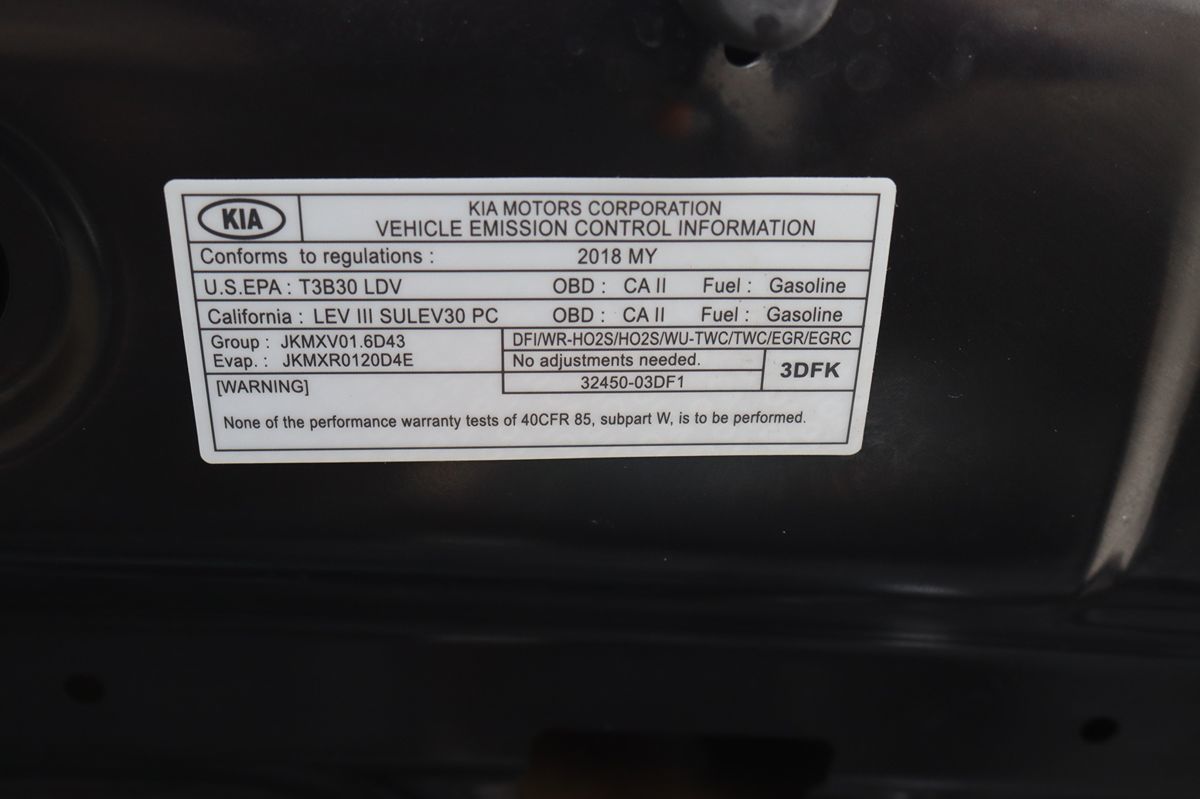 KIA
KIA MOTORS CORPORATION
VEHICLE EMISSION CONTROL INFORMATION
Conforms to regulations : 2018 MY
U.S.EPA : T3B30 LDV OBD : CA II Fuel : Gasoline
California : LEV III SULEV30 PC OBD : CA II Fuel : Gasoline
Group : JKMXV01.6D43
Evap. : JKMXR0120D4E
DFI/WR-HO2S/HO2S/WU-TWC/TWC/EGR/EGRC
No adjustments needed.
32450-03DF1
3DFK
[WARNING]
None of the performance warranty tests of 40CFR 85, subpart W, is to be performed.